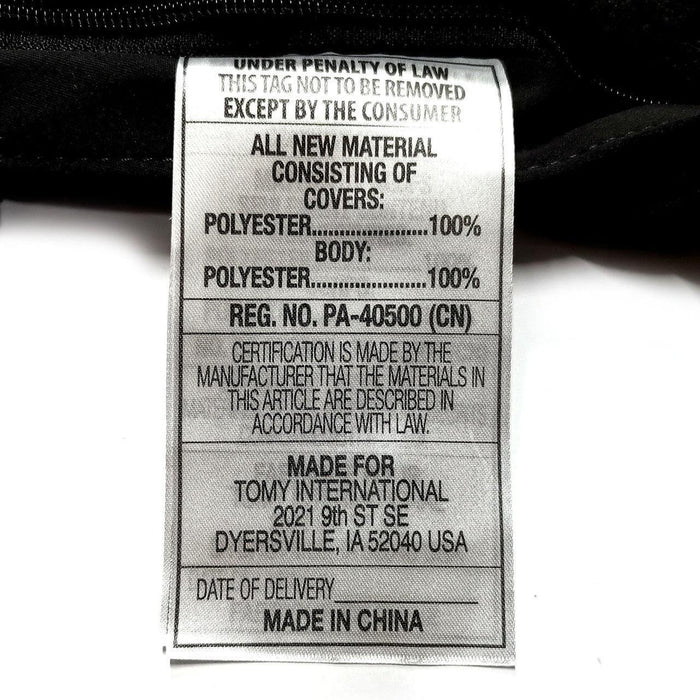 UNDER PENALTY OF LAW
THIS TAG NOT TO BE REMOVED
EXCEPT BY THE CONSUMER
ALL NEW MATERIAL
CONSISTING OF
COVERS:
POLYESTER......................100%
BODY:
POLYESTER......................100%
REG. NO. PA-40500 (CN)
CERTIFICATION IS MADE BY THE
MANUFACTURER THAT THE MATERIALS IN
THIS ARTICLE ARE DESCRIBED IN
ACCORDANCE WITH LAW.
MADE FOR
TOMY INTERNATIONAL
2021 9th ST SE
DYERSVILLE, IA 52040 USA
DATE OF DELIVERY_______________
MADE IN CHINA